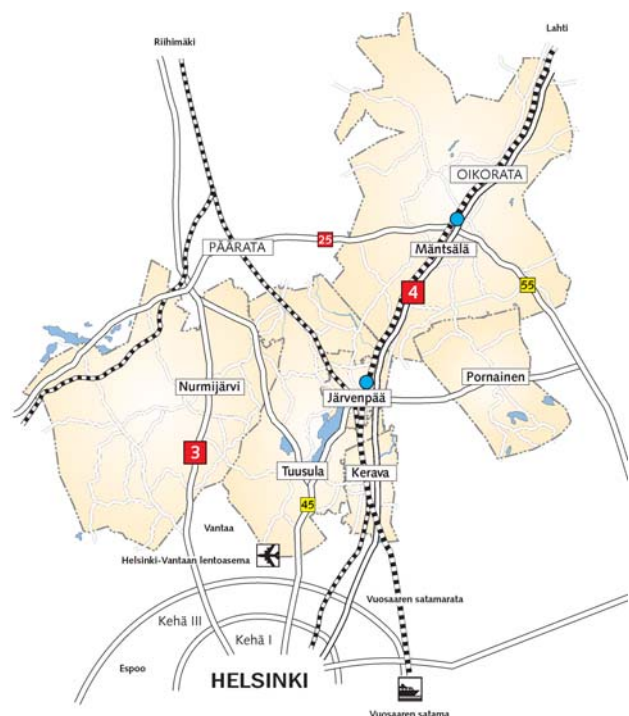 Lahti
Riihimäki
OIKORATA
PÄÄRATA
25
Mäntsälä
55
4
Pornainen
Nurmijärvi
Järvenpää
3
Tuusula
Kerava
45
Vantaa
Helsinki-Vantaan lentoasema
Vuosaaren satamarata
Kehä III
Kehä I
Espoo
HELSINKI
Vuosaaren satama